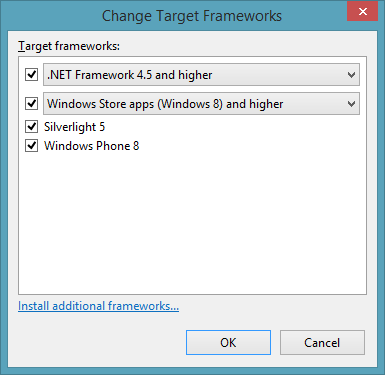 Change Target Frameworks
Target frameworks:
.NET Framework 4.5 and higher
Windows Store apps (Windows 8) and higher
Silverlight 5
Windows Phone 8
Install additional frameworks...
OK
Cancel